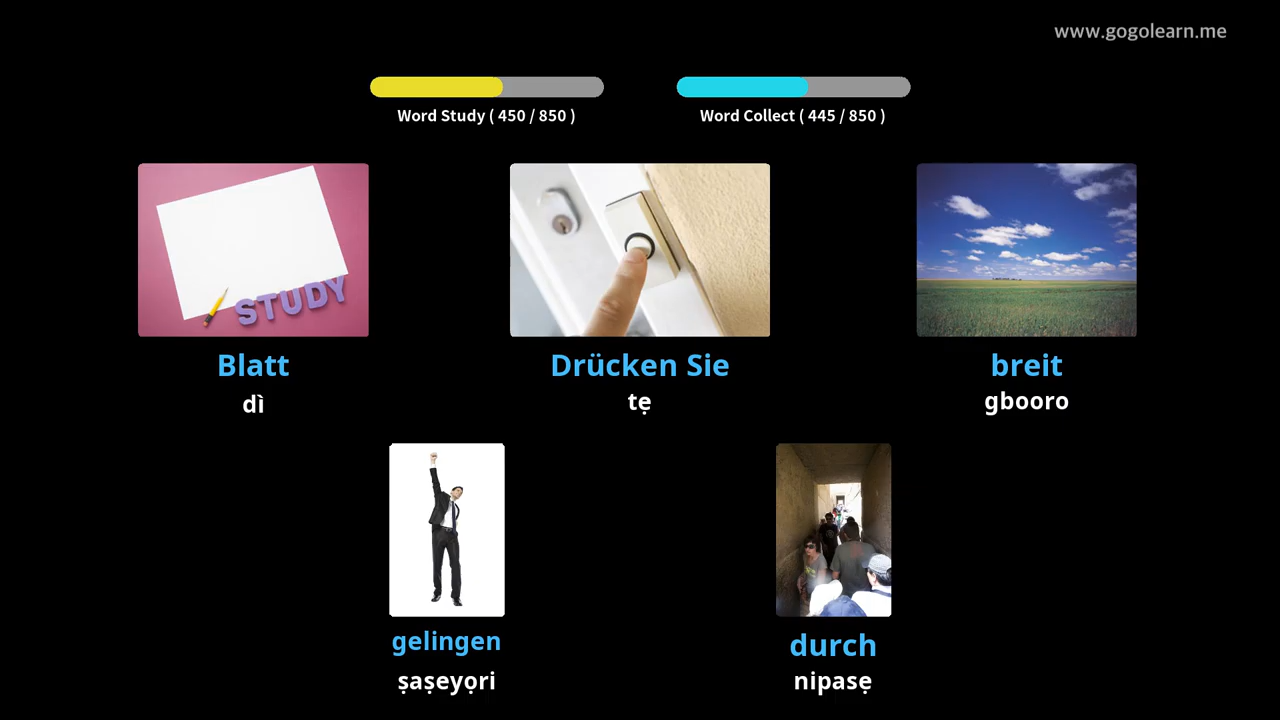 www.gogolearn.me
Word Study ( 450 / 850 )
Word Collect ( 445 / 850 )
STUDY
Blatt
dì
Drücken Sie
tẹ
breit
gbooro
gelingen
ṣaṣeyọri
durch
nipasẹ